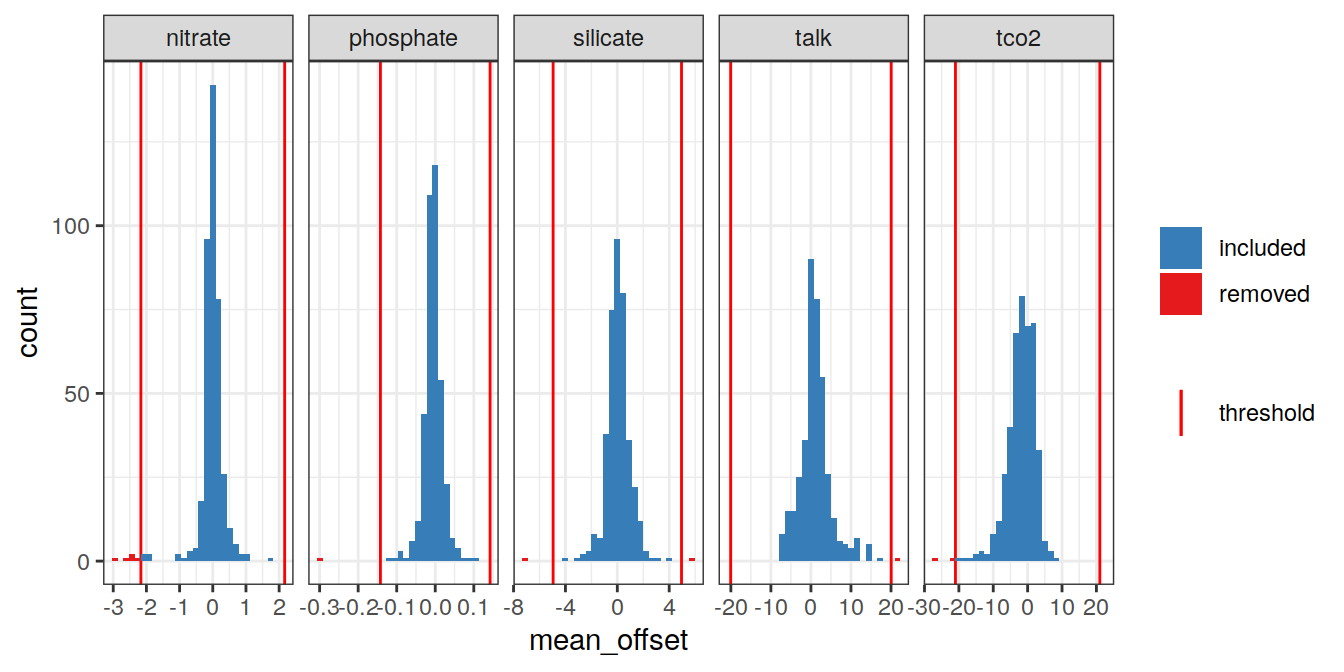 nitrate phosphate silicate talk tco2
100
50
0
count
-3 -2 -1 0 1 2 -0.3 -0.2 -0.1 0.0 0.1 -8 -4 0 4 -20 -10 0 10 20 -30 -20 -10 0 10 20
mean_offset
included
removed
threshold